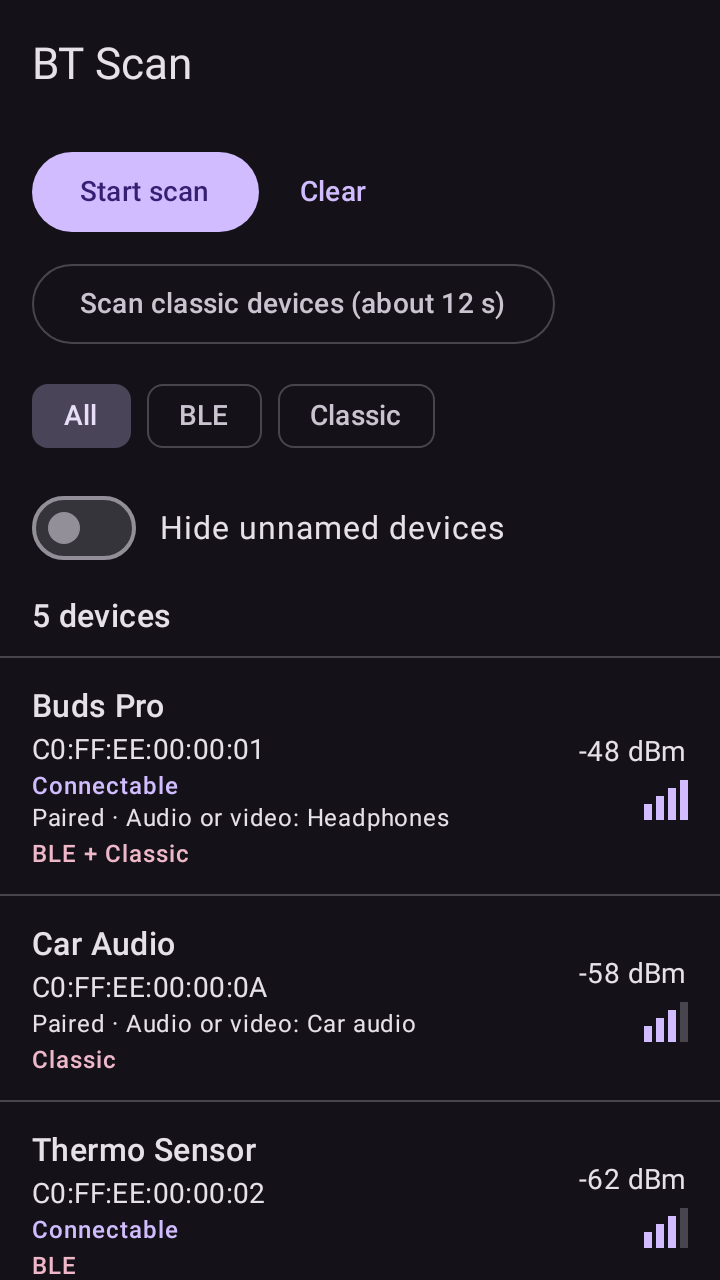 BT Scan
Start scan Clear
Scan classic devices (about 12 s)
All BLE Classic
Hide unnamed devices
5 devices
Buds Pro
C0:FF:EE:00:00:01
-48 dBm
Connectable
Paired · Audio or video: Headphones
BLE + Classic
Car Audio
C0:FF:EE:00:00:0A
-58 dBm
Paired · Audio or video: Car audio
Classic
Thermo Sensor
C0:FF:EE:00:00:02
-62 dBm
Connectable
BLE